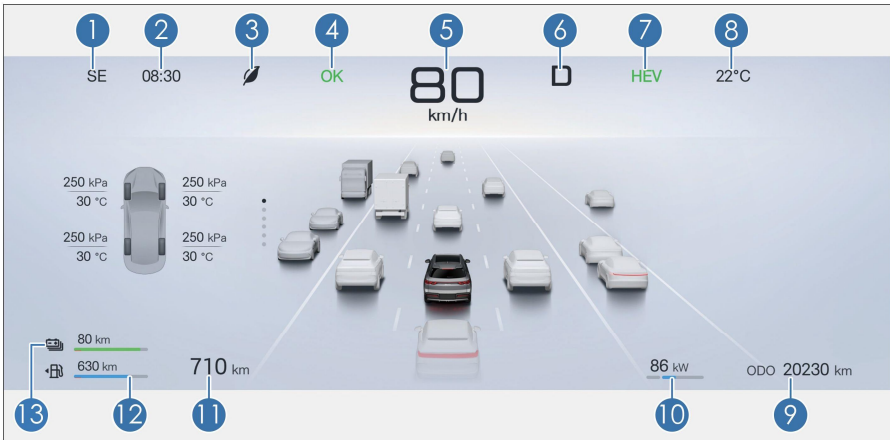 1 2 3 4 5 6 7 8
SE 08:30 OK 80 D HEV 22°C
km/h
250 kPa 250 kPa
30 °C 30 °C
250 kPa 250 kPa
30 °C 30 °C
80 km
630 km 710 km 86 kW ODO 20230 km
13 12 11 10 9